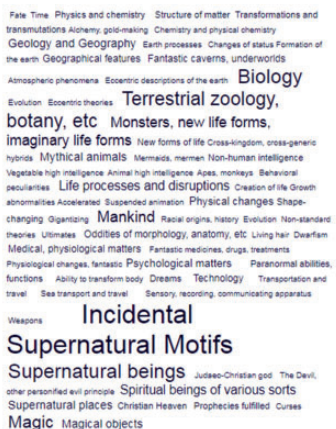 Fate Time Physics and chemistry Structure of matter Transformations and
transmutations Alchemy, gold-making Chemistry and physical chemistry
Geology and Geography Earth processes Changes of status Formation of
the earth Geographical features Fantastic caverns, underworlds
Atmospheric phenomena Eccentric descriptions of the earth Biology
Evolution Eccentric theories Terrestrial zoology,
botany, etc Monsters, new life forms,
imaginary life forms New forms of life Cross-kingdom, cross-generic
hybrids Mythical animals Mermaids, mermen Non-human intelligence
Vegetable high intelligence Animal high intelligence Apes, monkeys Behavioral
peculiarities Life processes and disruptions Creation of life Growth
abnormalities Accelerated Suspended animation Physical changes Shape-
changing Gigantizing Mankind Racial origins, history Evolution Non-standard
theories Ultimates Oddities of morphology, anatomy, etc Living hair Dwarfism
Medical, physiological matters Fantastic medicines, drugs, treatments
Physiological changes, fantastic Psychological matters Paranormal abilities,
functions Ability to transform body Dreams Technology Transportation and
travel Sea transport and travel Sensory, recording, communicating apparatus
Weapons Incidental
Supernatural Motifs
Supernatural beings Judaeo-Christian god The Devil,
other personified evil principle Spiritual beings of various sorts
Supernatural places Christian Heaven Prophecies fulfilled Curses
Magic Magical objects